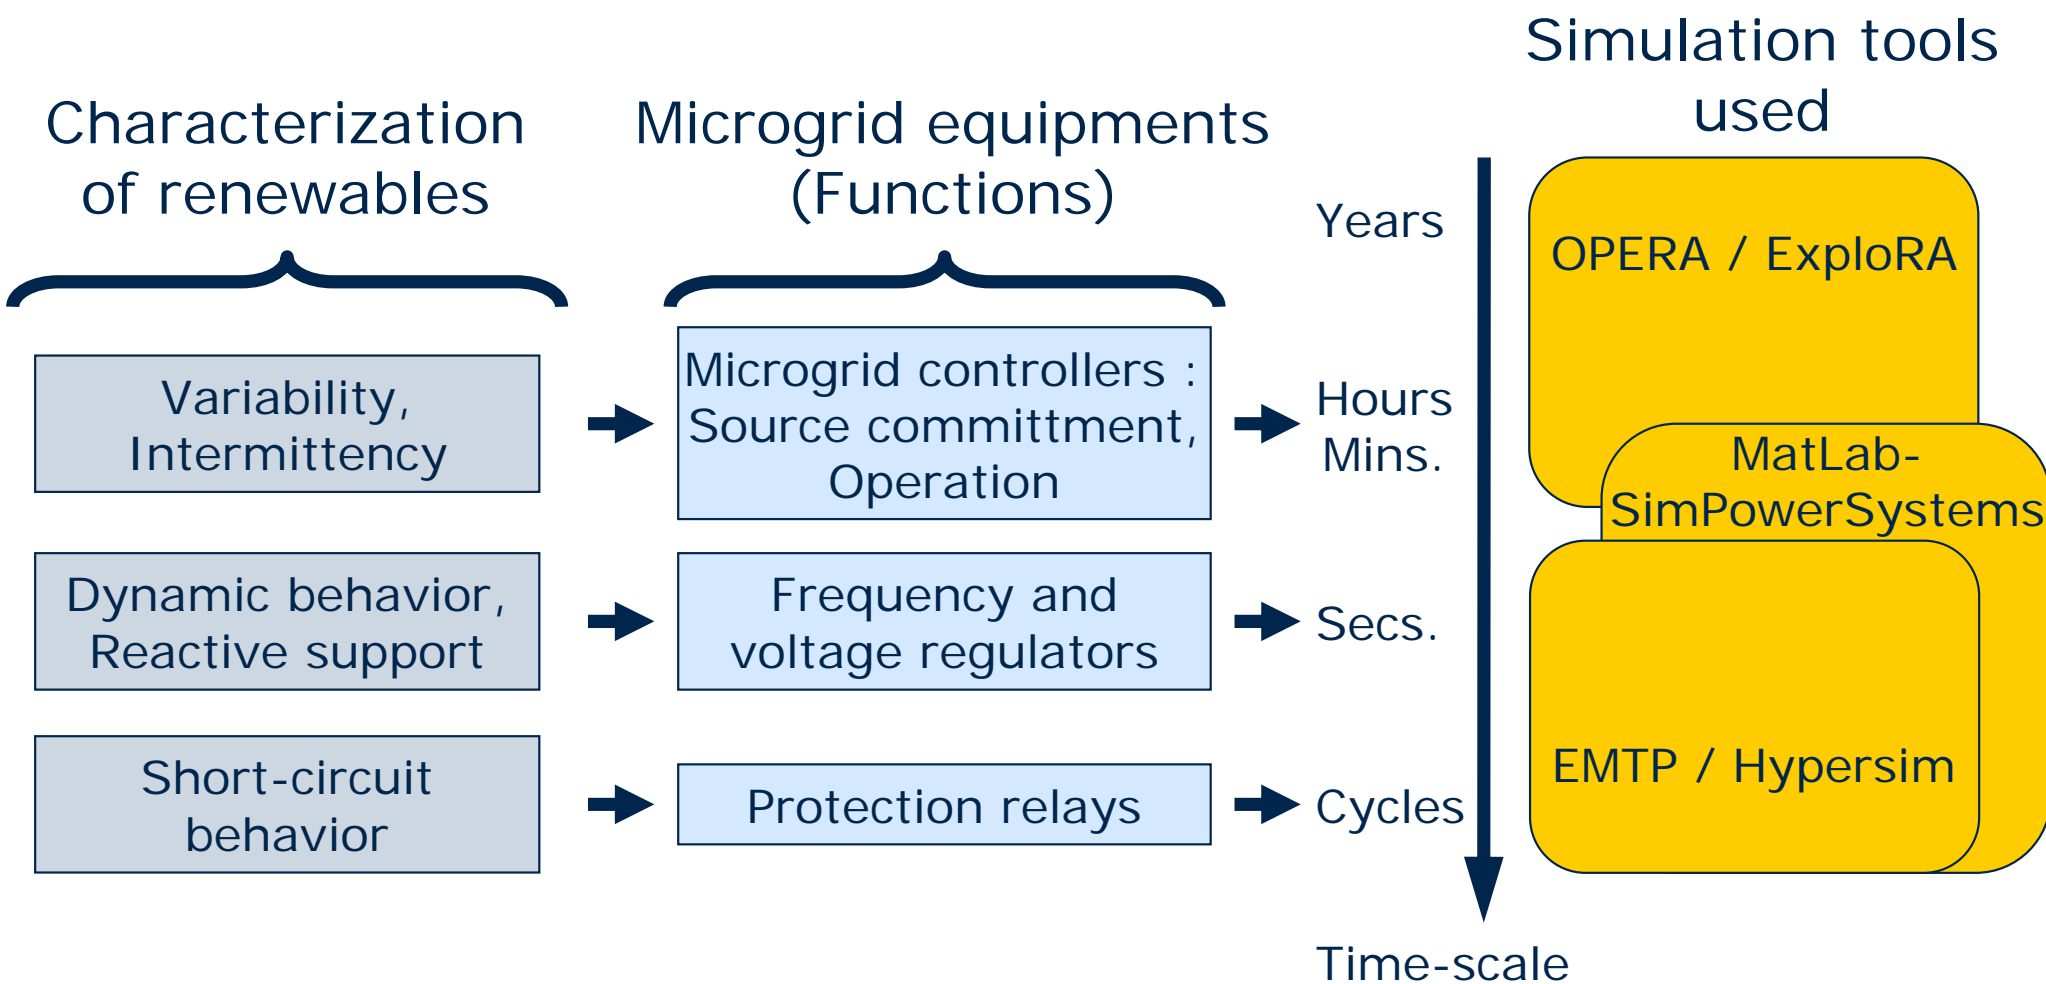 Characterization
of renewables
Microgrid equipments
(Functions)
Simulation tools
used
Variability,
Intermittency
Microgrid controllers :
Source committment,
Operation
Years
Hours
Mins.
OPERA / ExploRA
MatLab-
SimPowerSystems
Dynamic behavior,
Reactive support
Frequency and
voltage regulators
Secs.
Short-circuit
behavior
Protection relays
Cycles
EMTP / Hypersim
Time-scale